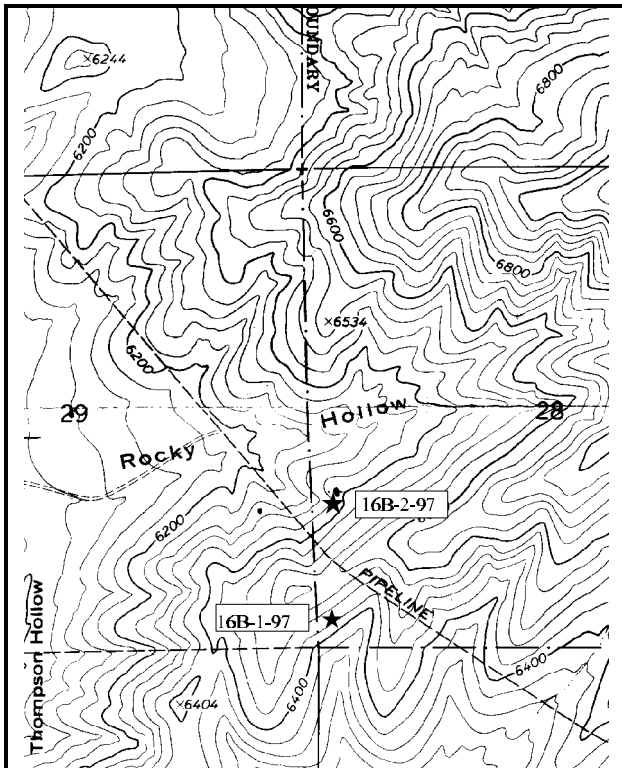 OUNDARY
×6244
6800
6200
6600
6800
×6534
6200
29
Rocky
Hollow
28
16B-2-97
6200
PIPELINE
16B-1-97
Thompson Hollow
6400
6400
×6404